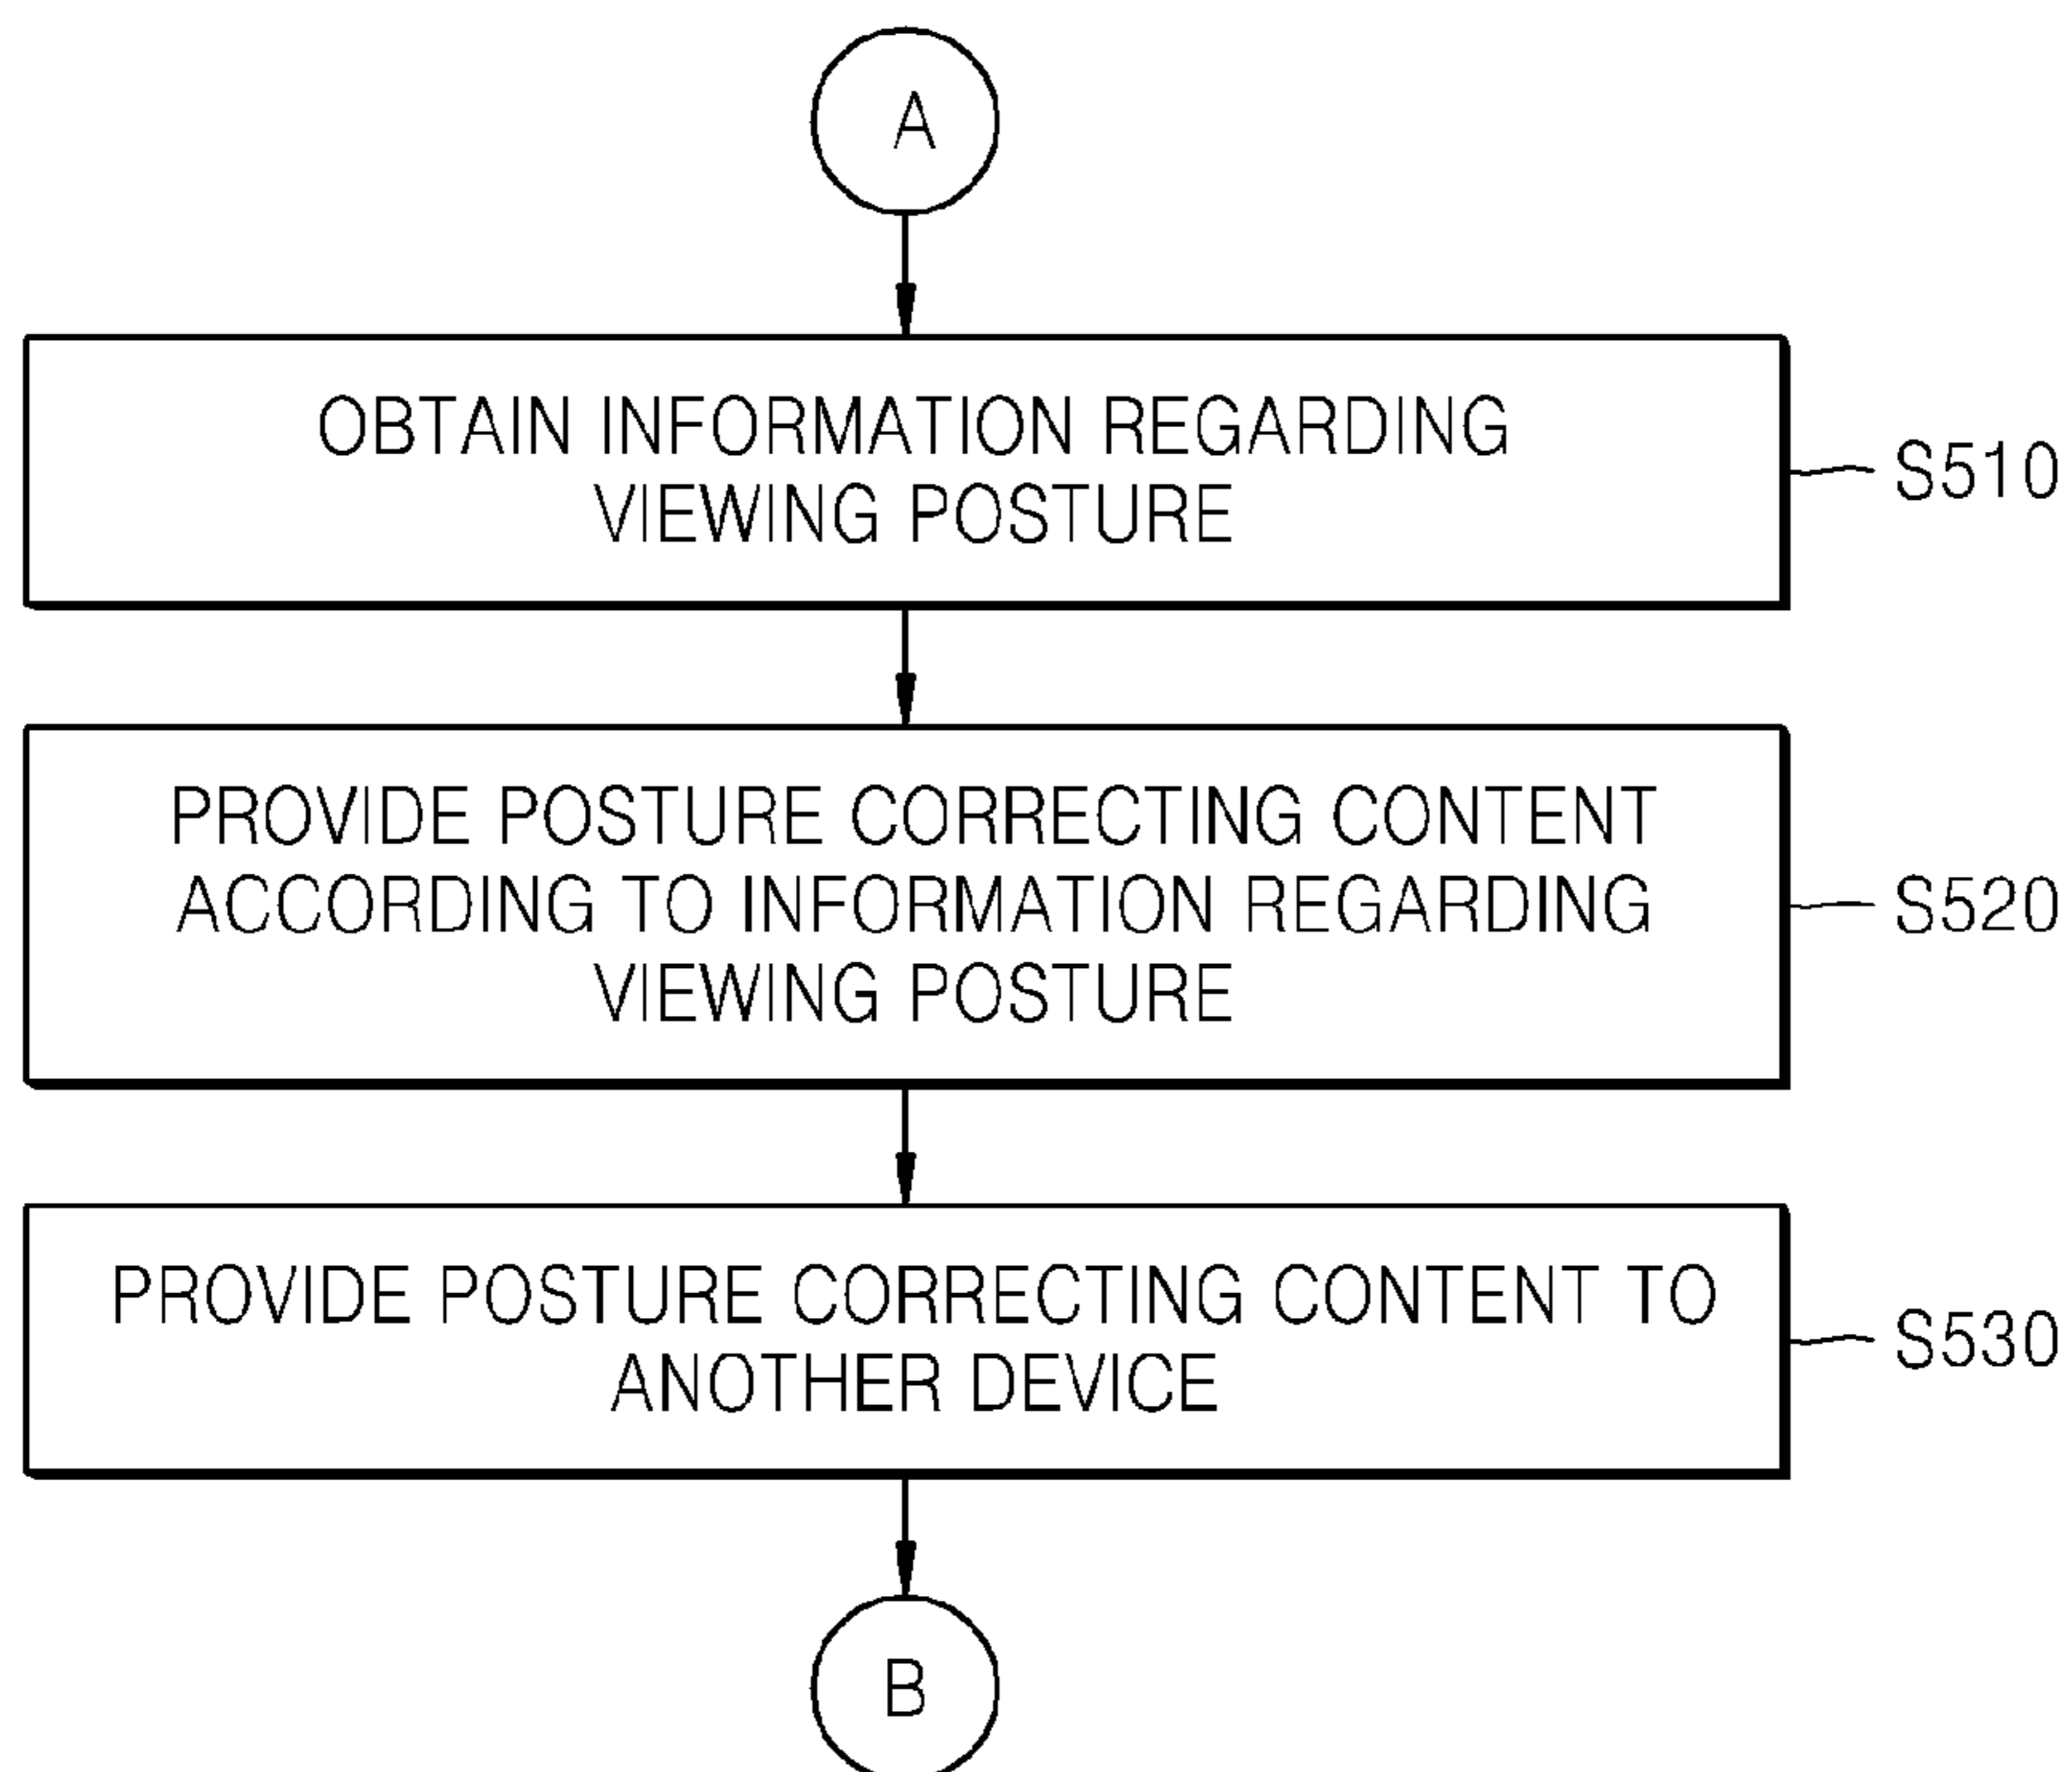 A
OBTAIN INFORMATION REGARDING
VIEWING POSTURE
S510
PROVIDE POSTURE CORRECTING CONTENT
ACCORDING TO INFORMATION REGARDING
VIEWING POSTURE
S520
PROVIDE POSTURE CORRECTING CONTENT TO
ANOTHER DEVICE
S530
B